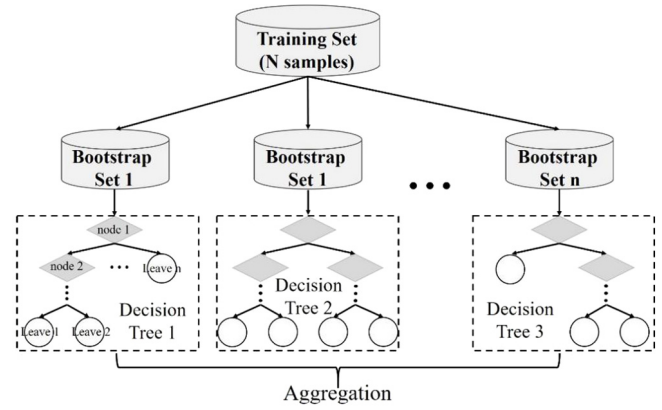 Training Set
(N samples)
Bootstrap
Set 1
Bootstrap
Set 1
Bootstrap
Set n
node 1
node 2
Leave n
Leave 1
Leave 2
Decision
Tree 1
Decision
Tree 2
Decision
Tree 3
Aggregation